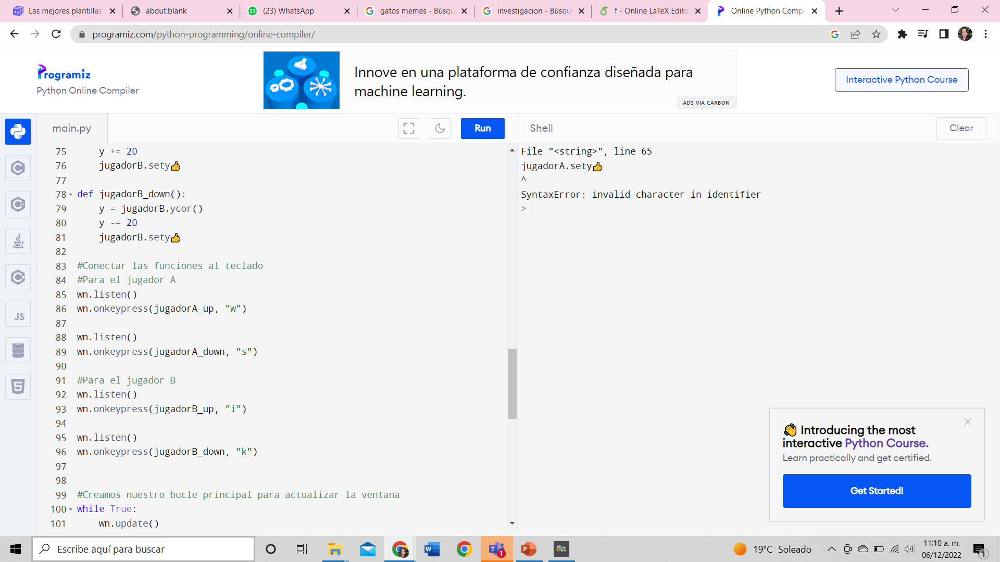 Las mejores plantillas
about:blank
(23) WhatsApp
gatos memes - Búsqu
investigacion - Búsque
f - Online LaTeX Edito
Online Python Compil
programiz.com/python-programming/online-compiler/
Programiz
Python Online Compiler
Innove en una plataforma de confianza diseñada para
machine learning.
ADS VIA CARBON
Interactive Python Course
main.py
Run
Shell
Clear
75 y += 20
76 jugadorB.sety👍
77
78 def jugadorB_down():
79 y = jugadorB.ycor()
80 y -= 20
81 jugadorB.sety👍
82
83 #Conectar las funciones al teclado
84 #Para el jugador A
85 wn.listen()
86 wn.onkeypress(jugadorA_up, "w")
87
88 wn.listen()
89 wn.onkeypress(jugadorA_down, "s")
90
91 #Para el jugador B
92 wn.listen()
93 wn.onkeypress(jugadorB_up, "i")
94
95 wn.listen()
96 wn.onkeypress(jugadorB_down, "k")
97
98
99 #Creamos nuestro bucle principal para actualizar la ventana
100 while True:
101 wn.update()
File "<string>", line 65
jugadorA.sety👍
^
SyntaxError: invalid character in identifier
>
JS
👋 Introducing the most
interactive Python Course.
Learn practically and get certified.
Get Started!
Escribe aquí para buscar
19°C Soleado
11:10 a. m.
06/12/2022
1